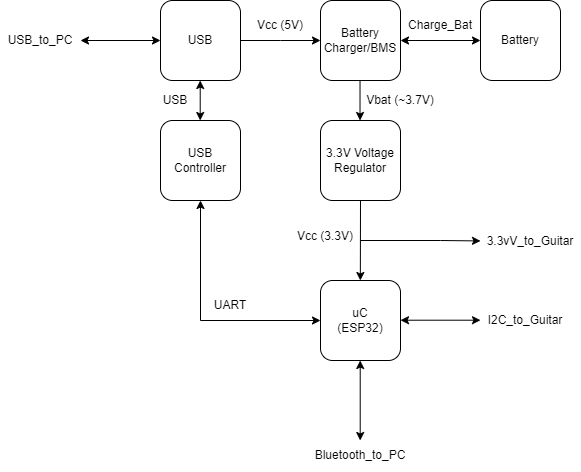 USB_to_PC
USB
Vcc (5V)
Battery
Charger/BMS
Charge_Bat
Battery
USB
Vbat (~3.7V)
USB
Controller
3.3V Voltage
Regulator
Vcc (3.3V)
3.3vV_to_Guitar
UART
uC
(ESP32)
I2C_to_Guitar
Bluetooth_to_PC